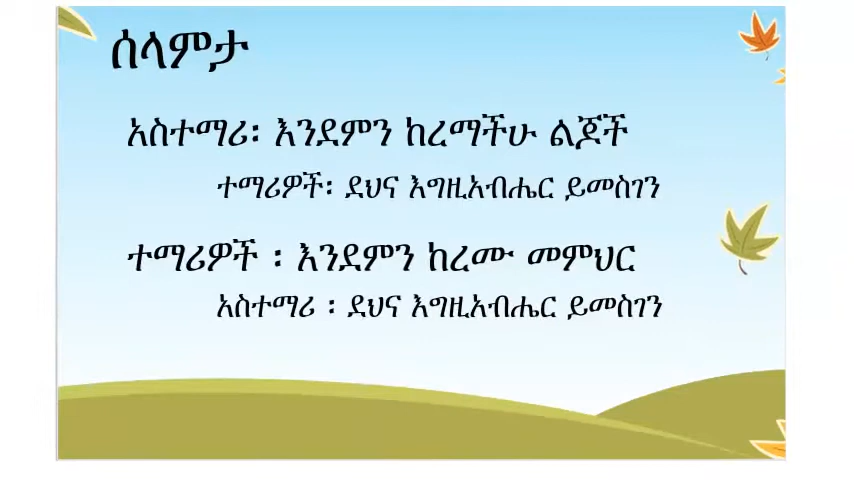 ሰላምታ
አስተማሪ፡ እንደምን ከረማችሁ ልጆች
ተማሪዎች፡ ደህና እግዚአብሔር ይመስገን
ተማሪዎች ፡ እንደምን ከረሙ መምህር
አስተማሪ ፡ ደህና እግዚአብሔር ይመስገን